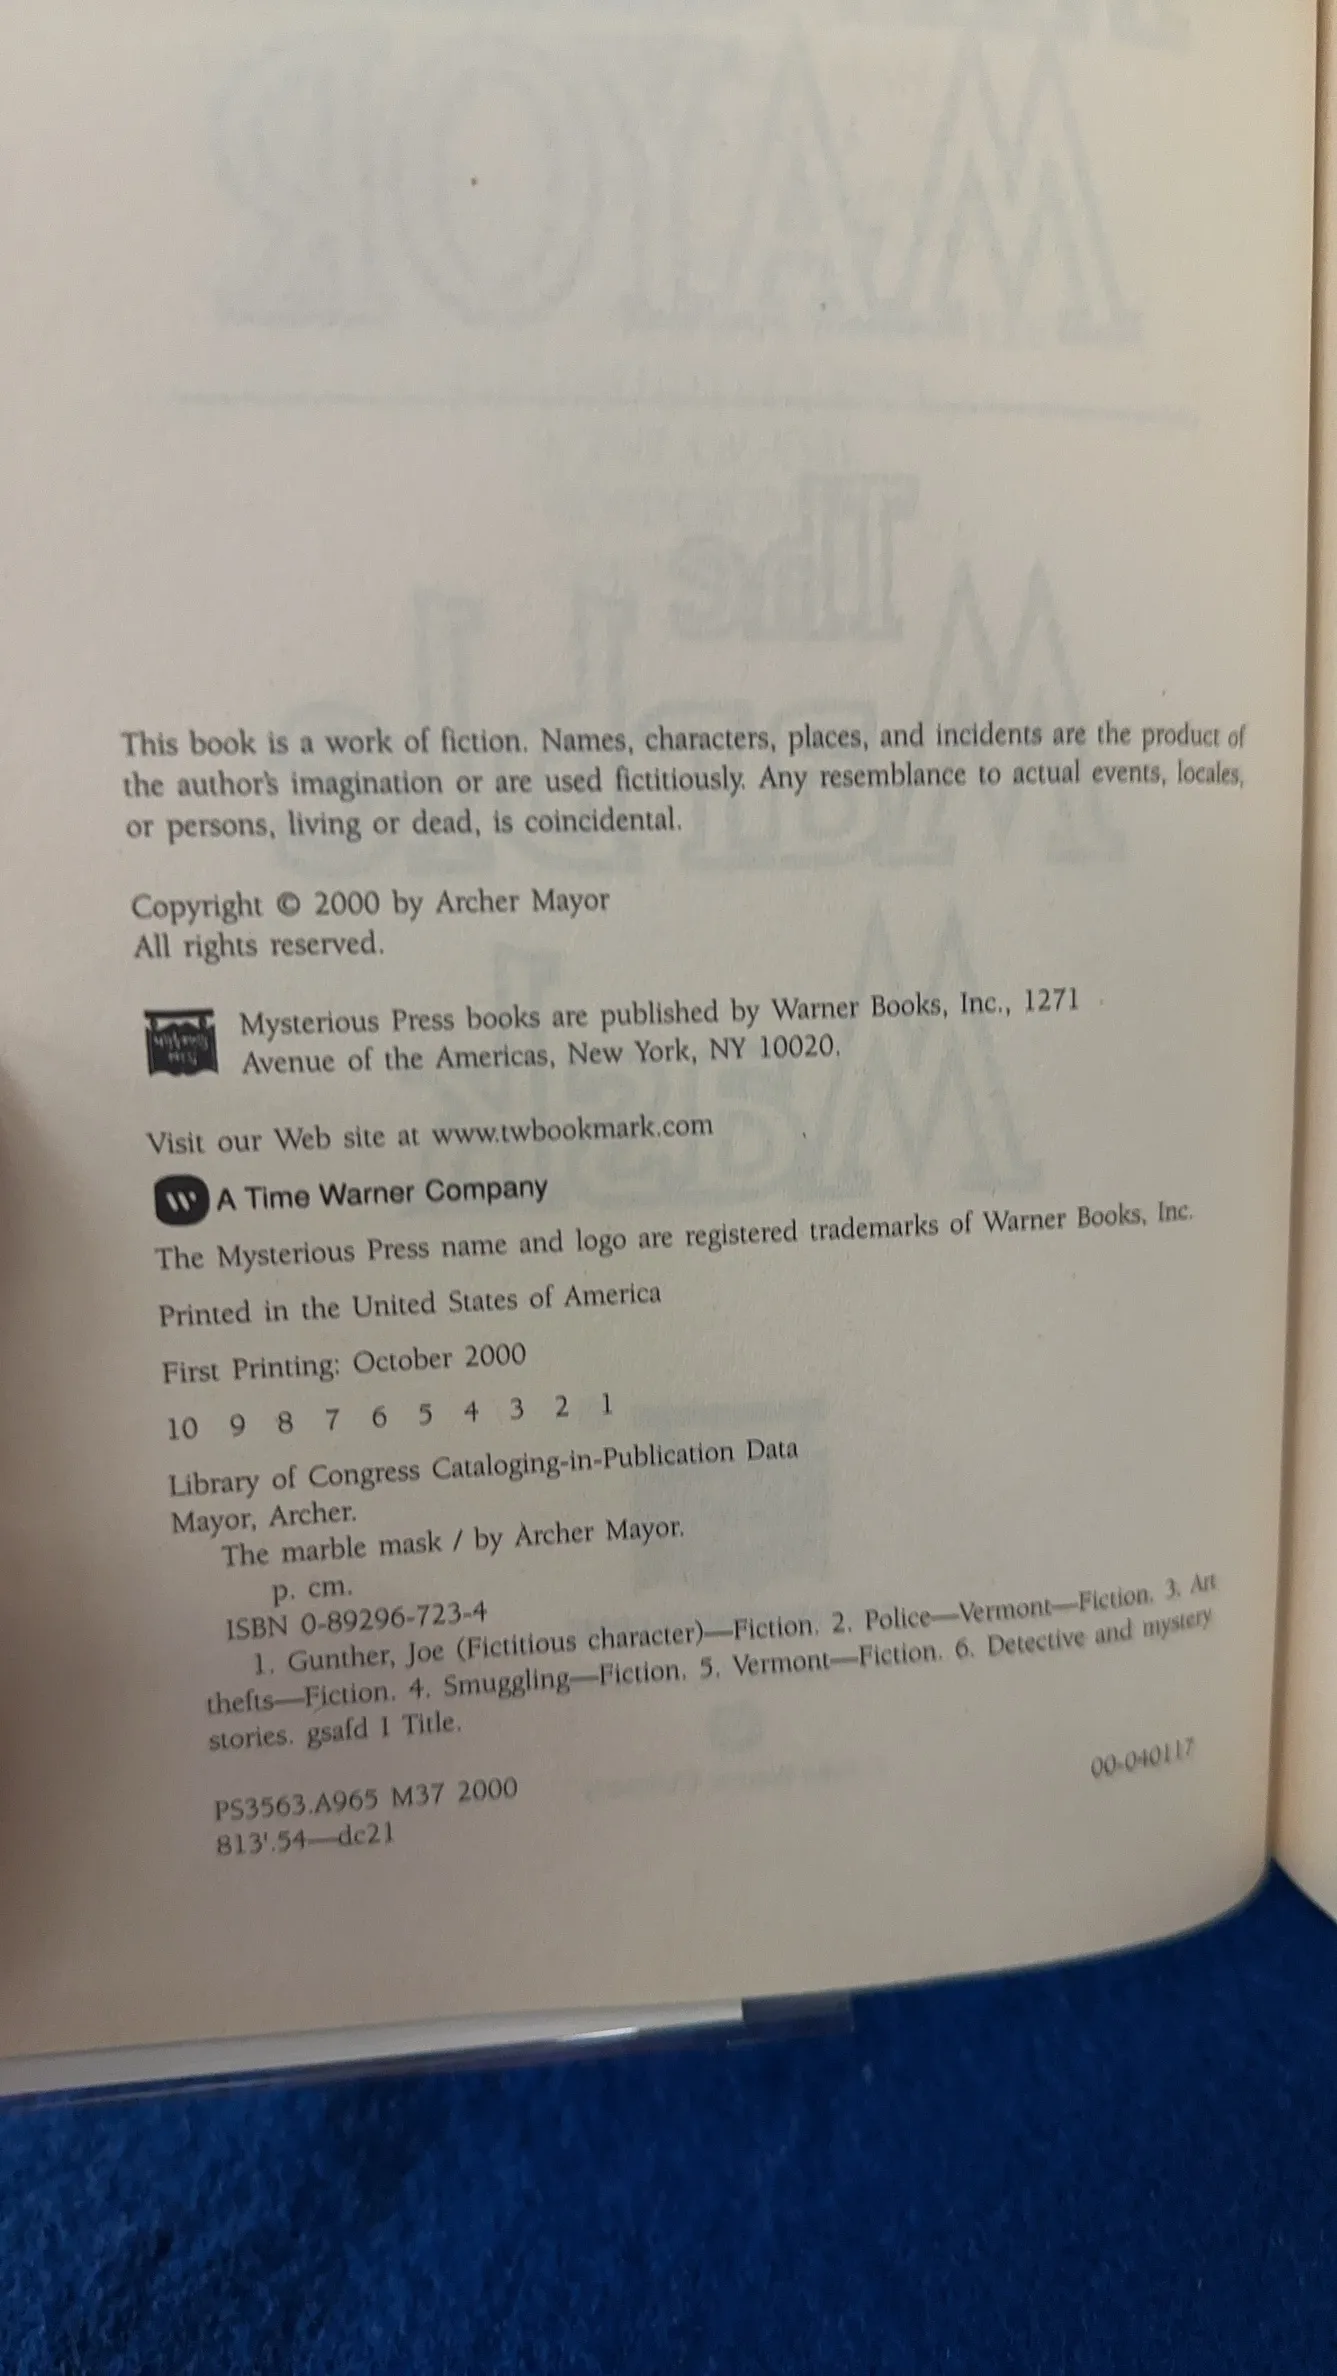 This book is a work of fiction. Names, characters, places, and incidents are the product of
the author's imagination or are used fictitiously. Any resemblance to actual events, locales,
or persons, living or dead, is coincidental.
Copyright © 2000 by Archer Mayor
All rights reserved.
Mysterious Press books are published by Warner Books, Inc., 1271
Avenue of the Americas, New York, NY 10020.
Visit our Web site at www.twbookmark.com
A Time Warner Company
The Mysterious Press name and logo are registered trademarks of Warner Books, Inc.
Printed in the United States of America
First Printing: October 2000
10 9 8 7 6 5 4 3 2 1
Library of Congress Cataloging-in-Publication Data
Mayor, Archer.
The marble mask / by Archer Mayor.
p. cm.
ISBN 0-89296-723-4
1. Gunther, Joe (Fictitious character)—Fiction. 2. Police—Vermont—Fiction. 3. Art
thefts—Fiction. 4. Smuggling—Fiction. 5. Vermont—Fiction. 6. Detective and mystery
stories. gsafd I Title.
PS3563.A965 M37 2000
813'.54—dc21
00-040117